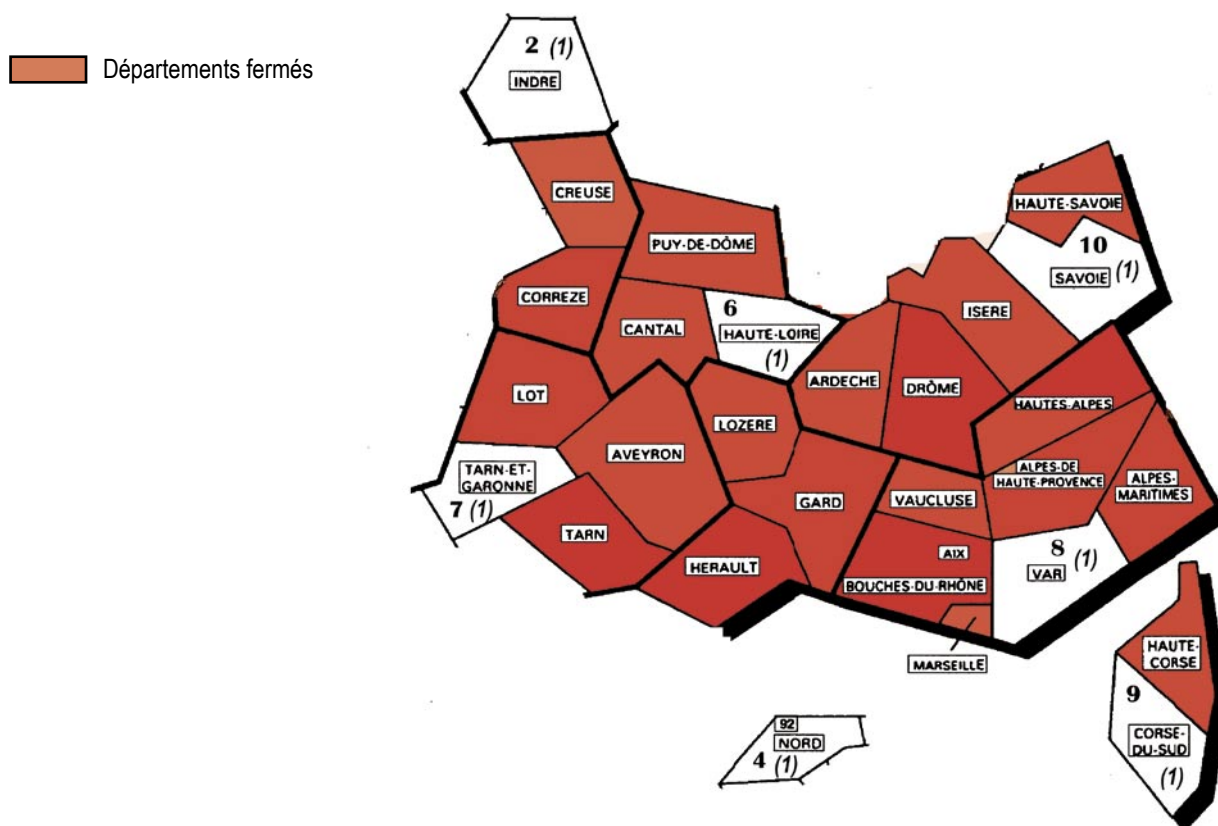 Départements fermés
2 (1)
INDRE
CREUSE
HAUTE-SAVOIE
PUY-DE-DÔME
10
SAVOIE (1)
CORREZE
6
ISERE
CANTAL
HAUTE-LOIRE
(1)
ARDECHE
DRÔME
LOT
HAUTES-ALPES
LOZERE
AVEYRON
TARN-ET-
GARONNE
7 (1)
ALPES-DE
HAUTE-PROVENCE
ALPES-
MARITIMES
GARD
VAUCLUSE
TARN
AIX
8 (1)
VAR
HERAULT
BOUCHES-DU-RHÔNE
MARSEILLE
HAUTE-
CORSE
9
CORSE-
DU-SUD
(1)
92
NORD
4 (1)